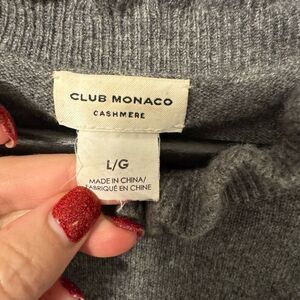 CLUB MONACO
CASHMERE
L/G
MADE IN CHINA/
FABRIQUÉ EN CHINE